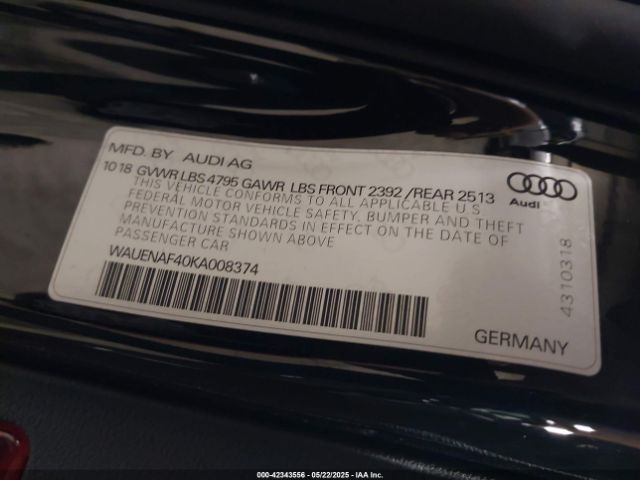 MFD. BY AUDI AG
10 18 GVWR LBS 4795 GAWR LBS FRONT 2392 / REAR 2513
THIS VEHICLE CONFORMS TO ALL APPLICABLE U.S
FEDERAL MOTOR VEHICLE SAFETY, BUMPER AND THEFT
PREVENTION STANDARDS IN EFFECT ON THE DATE OF
MANUFACTURE SHOWN ABOVE
PASSENGER CAR
WAUENAF40KA008374
Audi
4310318
GERMANY
000-42343556 - 05/22/2025 - IAA Inc.